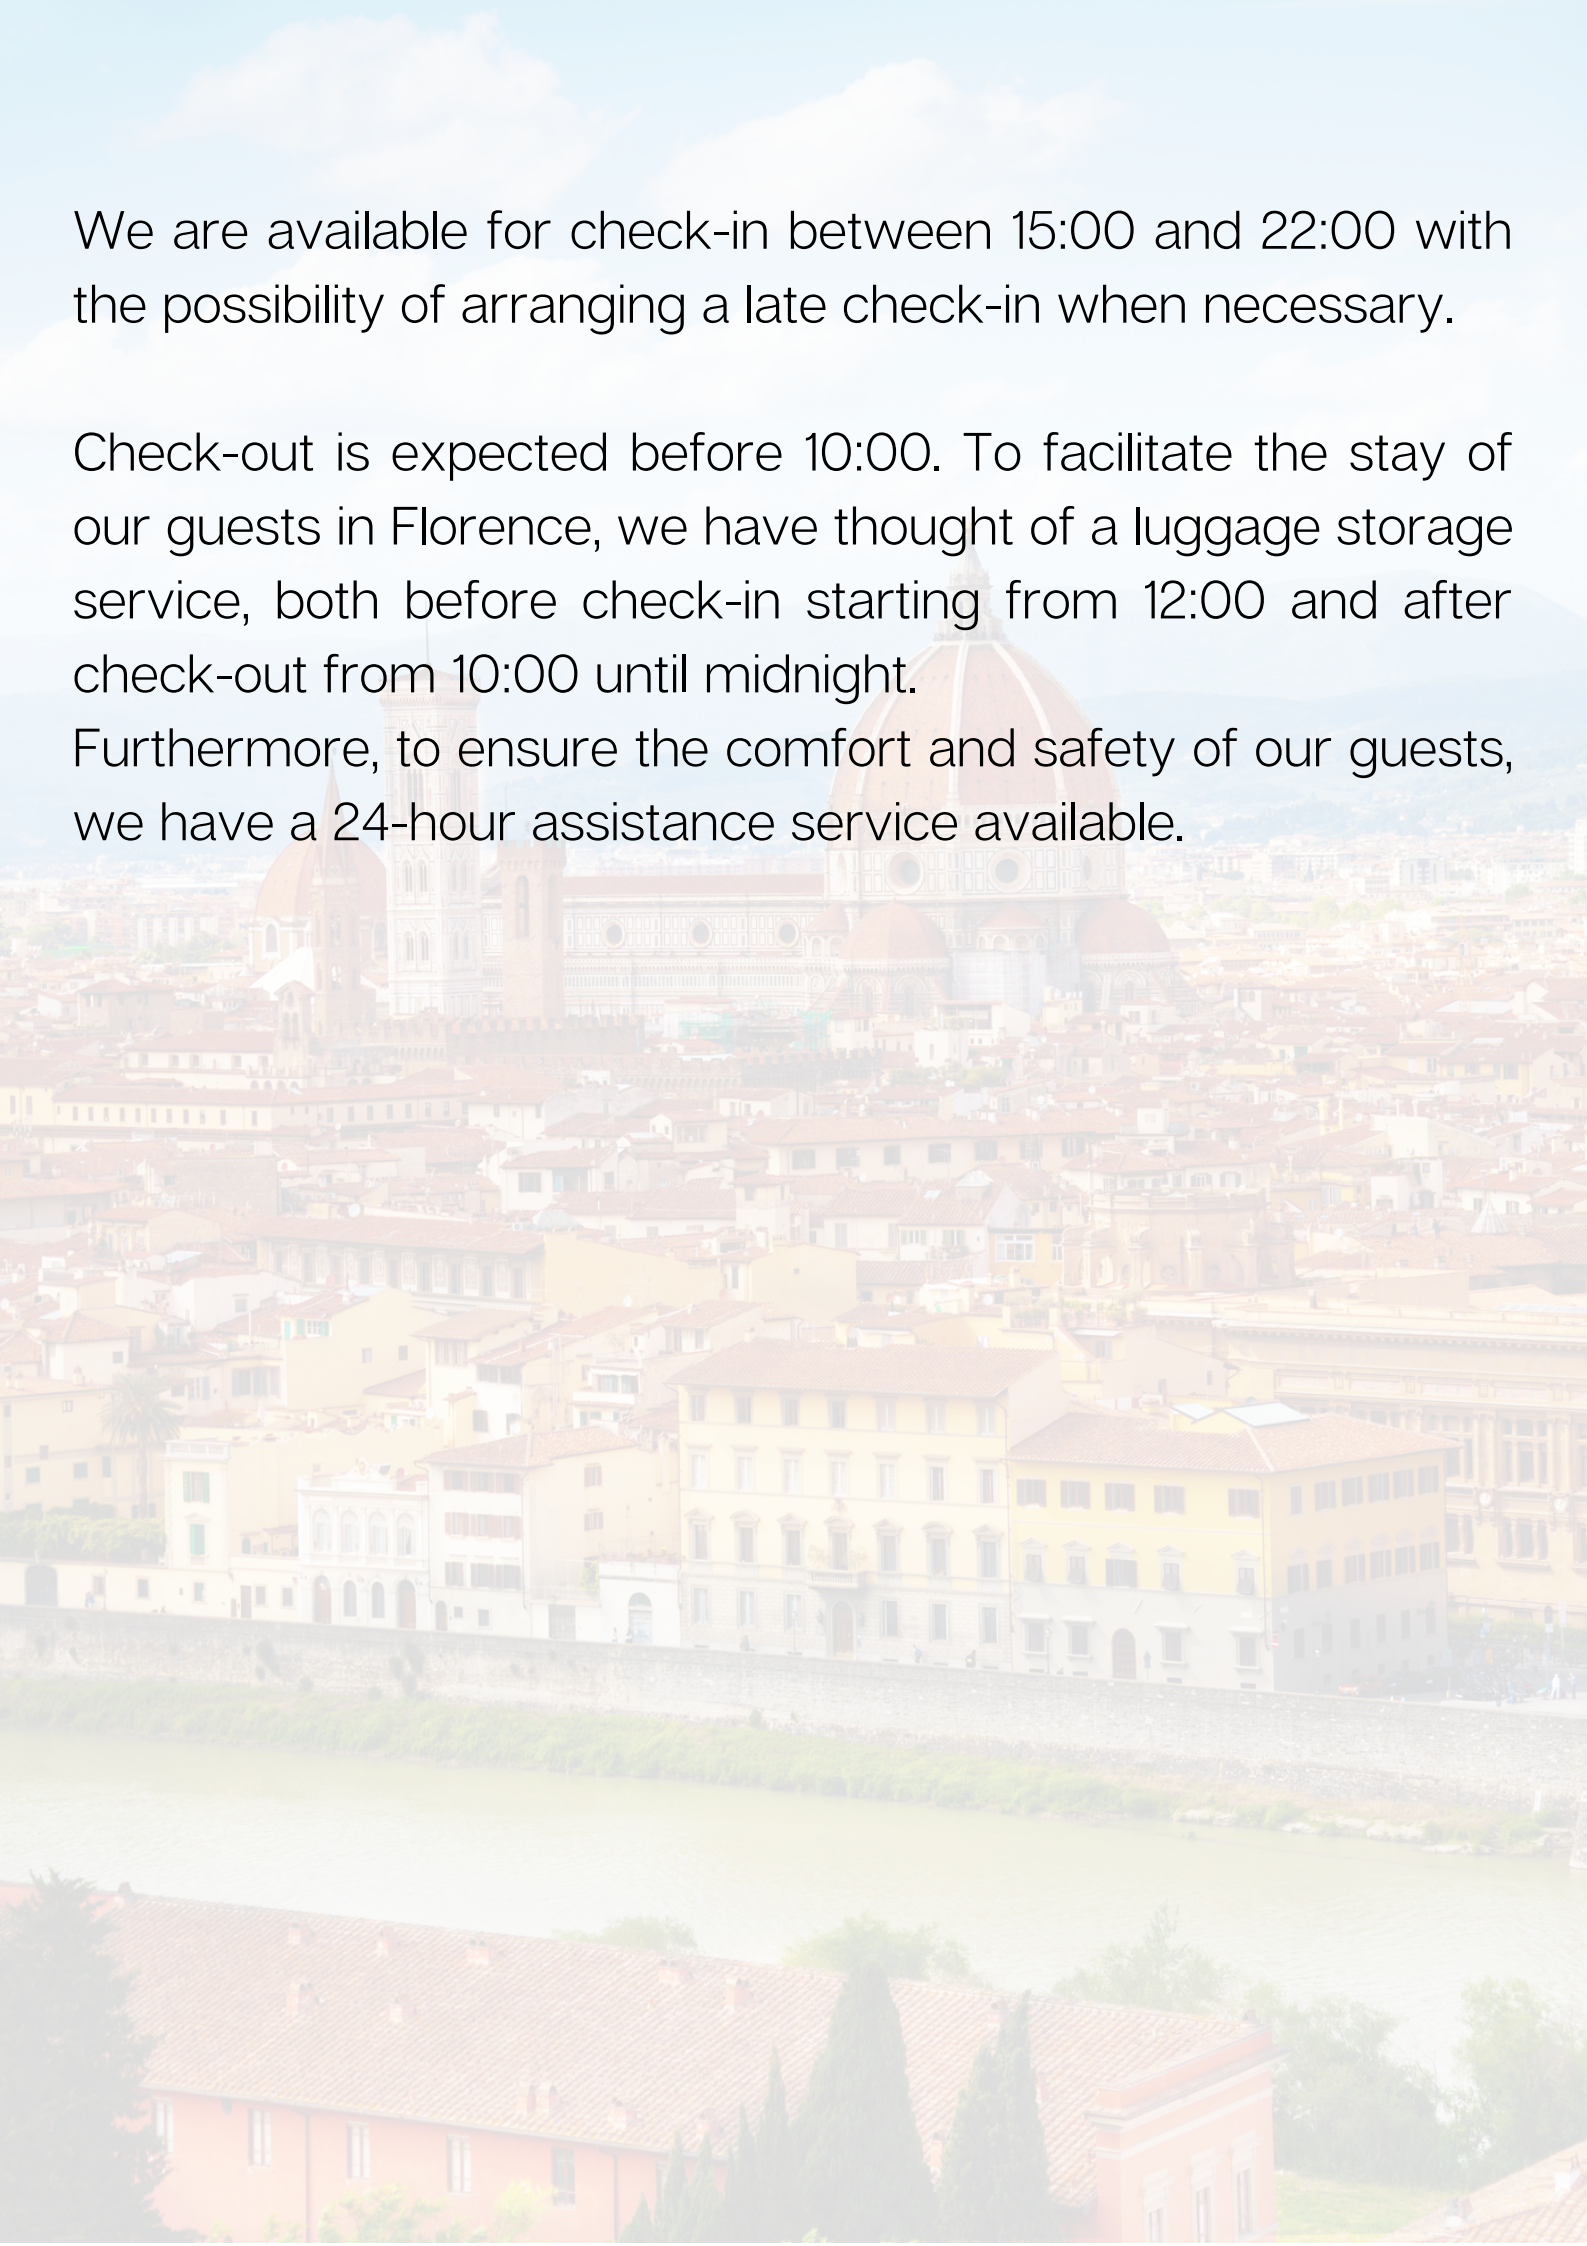 We are available for check-in between 15:00 and 22:00 with
the possibility of arranging a late check-in when necessary.
Check-out is expected before 10:00. To facilitate the stay of
our guests in Florence, we have thought of a luggage storage
service, both before check-in starting from 12:00 and after
check-out from 10:00 until midnight.
Furthermore, to ensure the comfort and safety of our guests,
we have a 24-hour assistance service available.